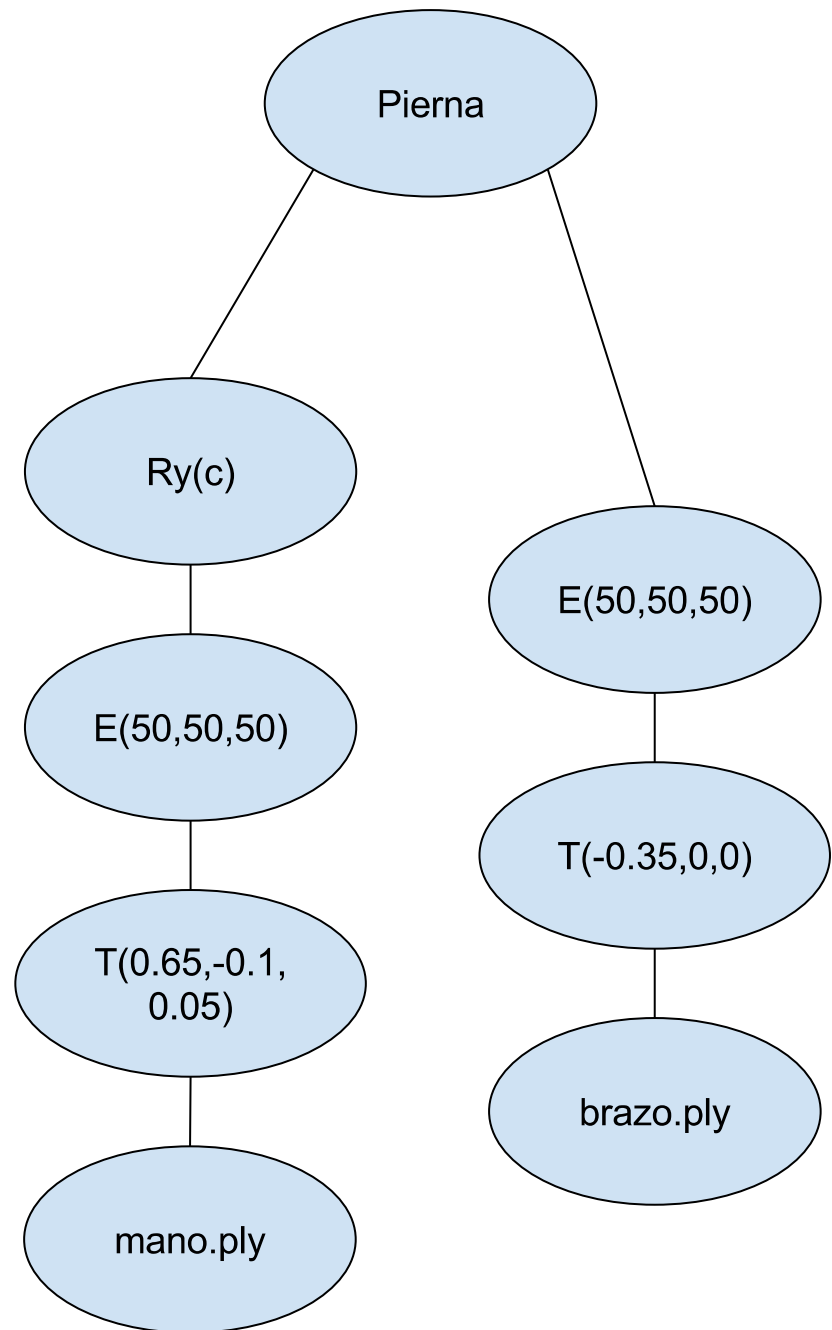 Pierna
Ry(c)
E(50,50,50)
E(50,50,50)
T(-0.35,0,0)
T(0.65,-0.1,
0.05)
brazo.ply
mano.ply